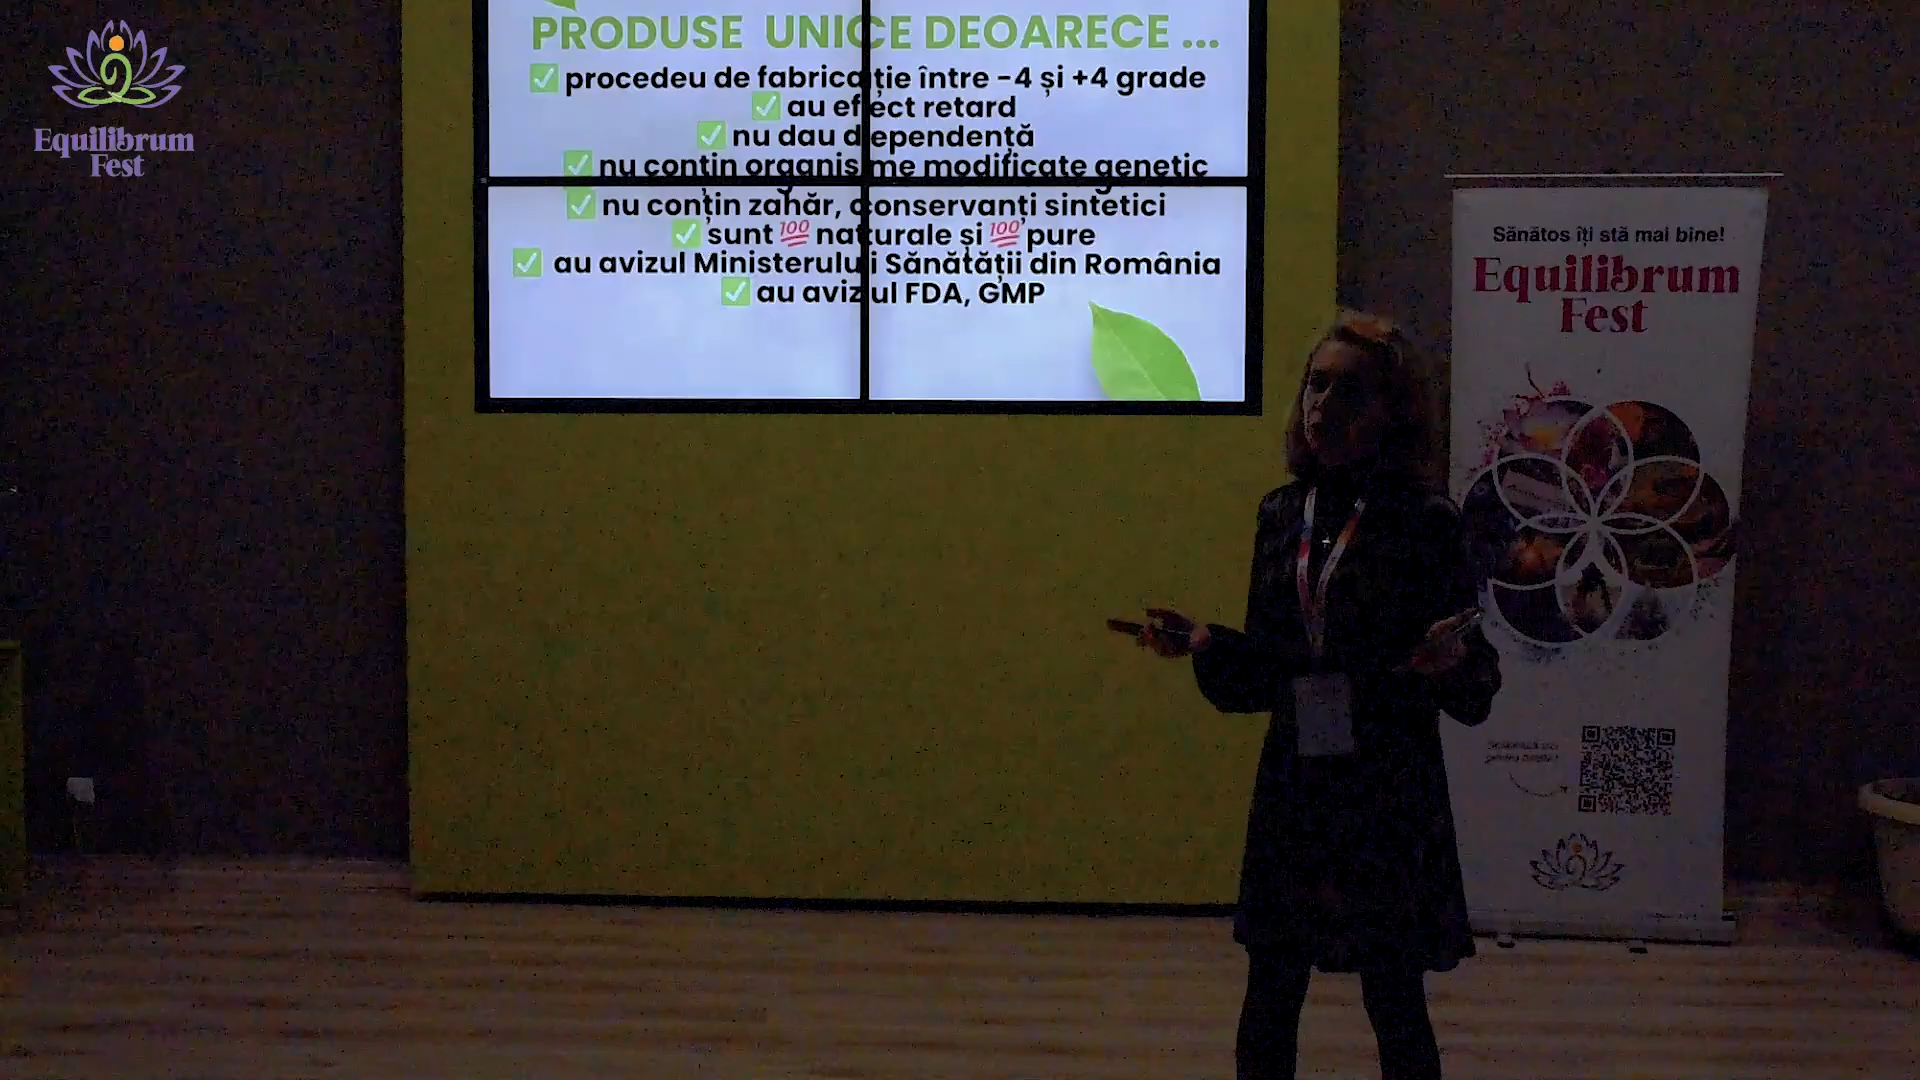 Equilibrum
Fest
PRODUSE UNICE DEOARECE ...
✅ procedeu de fabricație între -4 și +4 grade
✅ au efect retard
✅ nu dau dependență
✅ nu conțin organisme modificate genetic
✅ nu conțin zahăr, conservanți sintetici
✅ sunt 💯 naturale și 💯 pure
✅ au avizul Ministerului Sănătății din România
✅ au avizul FDA, GMP
Sănătos îți stă mai bine!
Equilibrum
Fest